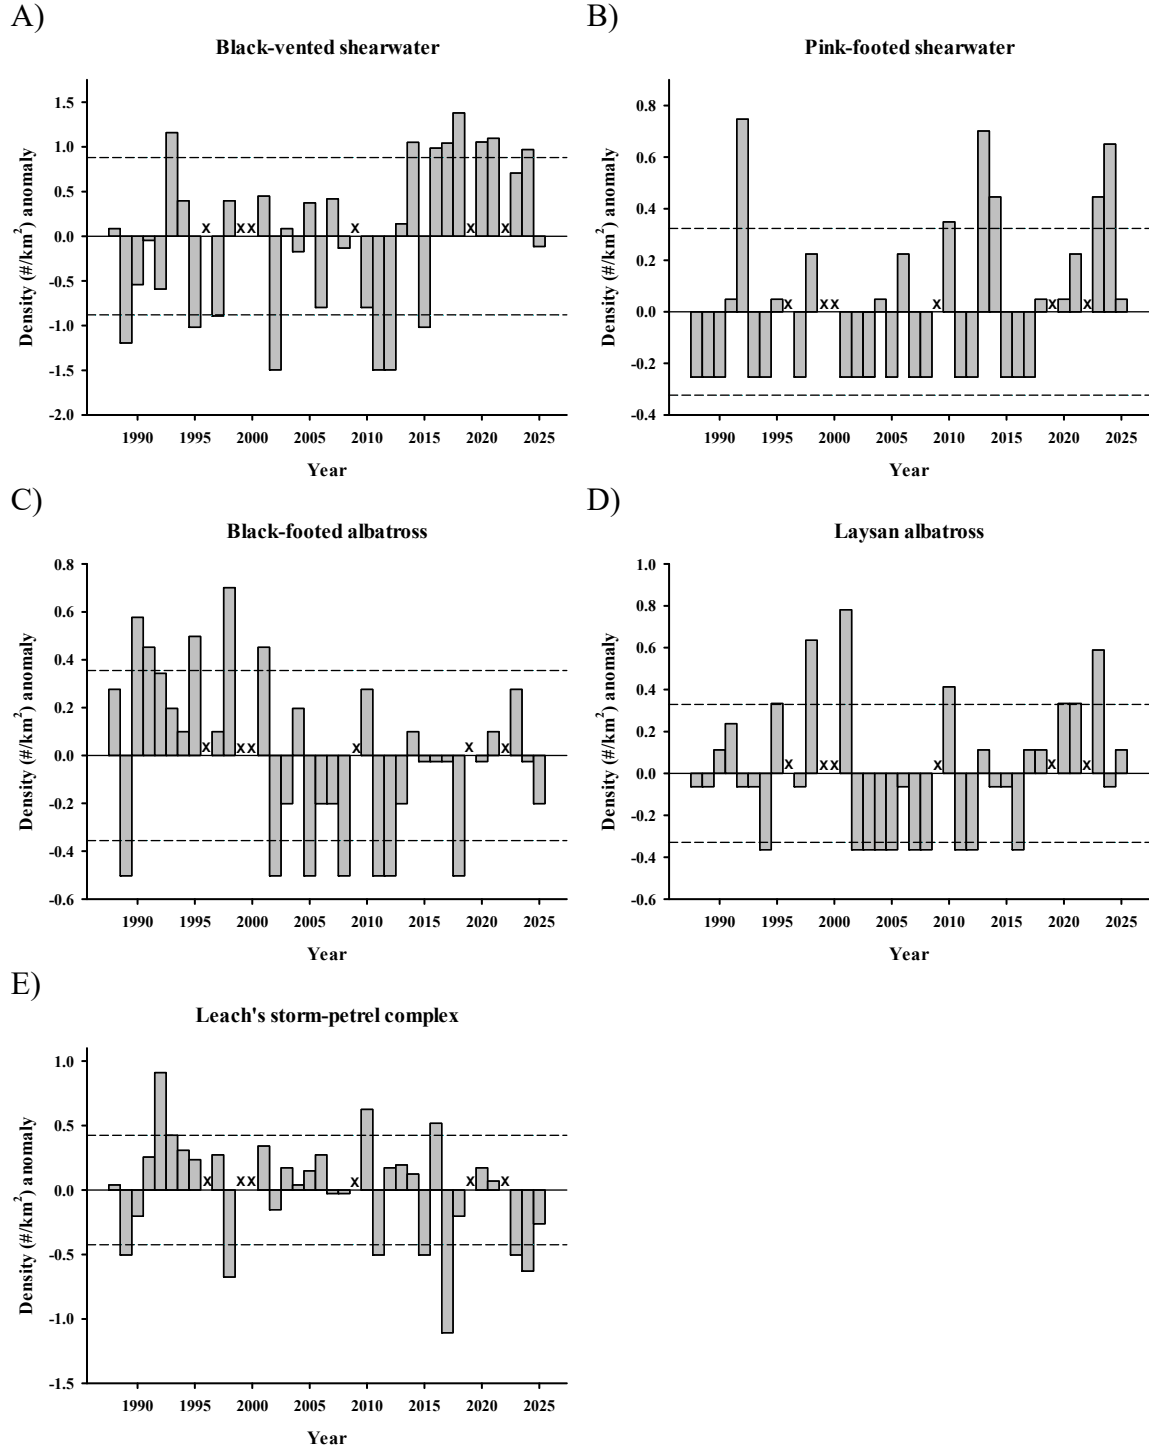 A)
Black-vented shearwater
Density (#/km²) anomaly
1.5
1.0
0.5
0.0
-0.5
-1.0
-1.5
-2.0
x x x x x x
1990 1995 2000 2005 2010 2015 2020 2025
Year
B)
Pink-footed shearwater
Density (#/km²) anomaly
0.8
0.6
0.4
0.2
0.0
-0.2
-0.4
x x x x x x
1990 1995 2000 2005 2010 2015 2020 2025
Year
C)
Black-footed albatross
Density (#/km²) anomaly
0.8
0.6
0.4
0.2
0.0
-0.2
-0.4
-0.6
x x x x x x
1990 1995 2000 2005 2010 2015 2020 2025
Year
D)
Laysan albatross
Density (#/km²) anomaly
1.0
0.8
0.6
0.4
0.2
0.0
-0.2
-0.4
-0.6
x x x x x x
1990 1995 2000 2005 2010 2015 2020 2025
Year
E)
Leach's storm-petrel complex
Density (#/km²) anomaly
1.0
0.5
0.0
-0.5
-1.0
-1.5
x x x x x x
1990 1995 2000 2005 2010 2015 2020 2025
Year